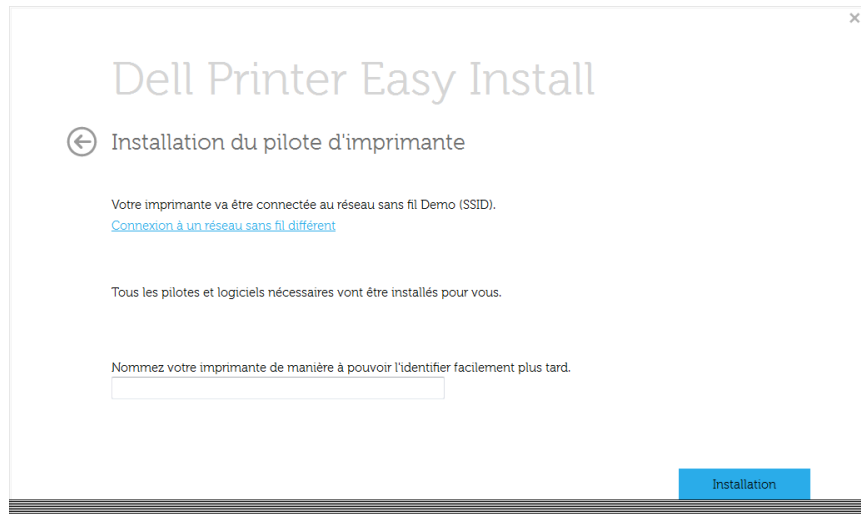 Dell Printer Easy Install
Installation du pilote d'imprimante
Votre imprimante va être connectée au réseau sans fil Demo (SSID).
Connexion à un réseau sans fil différent
Tous les pilotes et logiciels nécessaires vont être installés pour vous.
Nommez votre imprimante de manière à pouvoir l'identifier facilement plus tard.
Installation